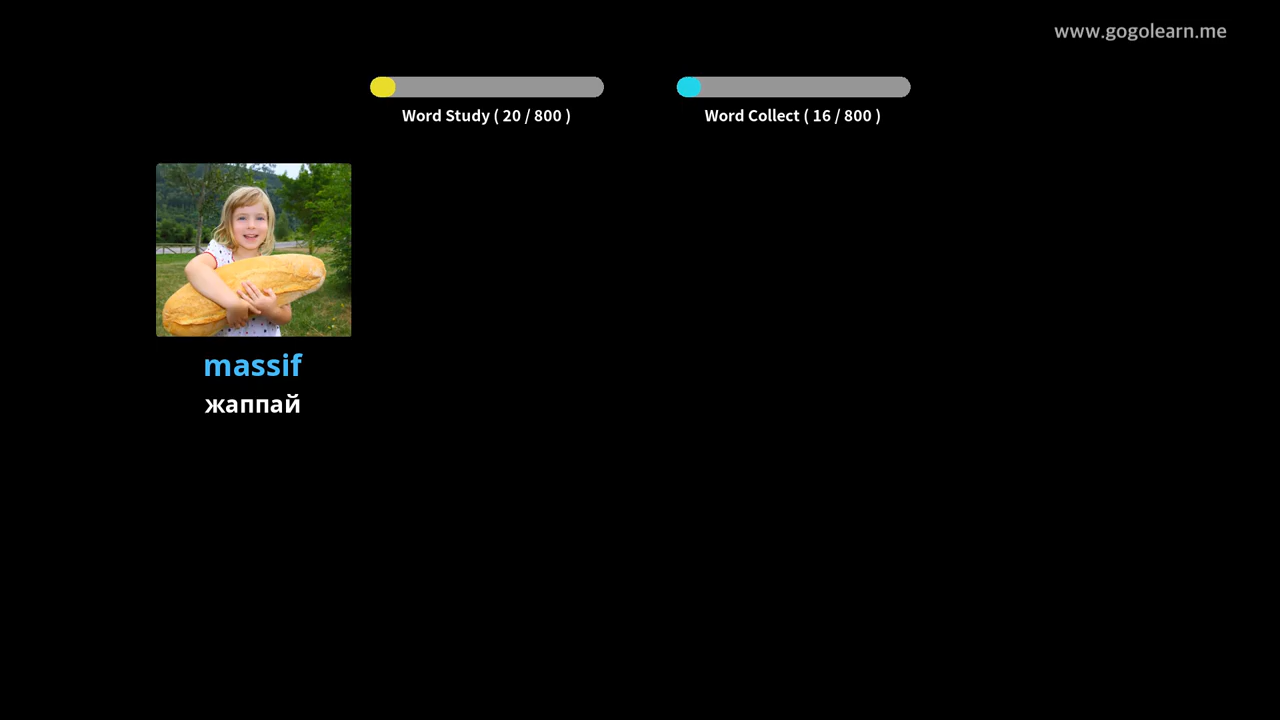 www.gogolearn.me
Word Study ( 20 / 800 )
Word Collect ( 16 / 800 )
massif
жаппай